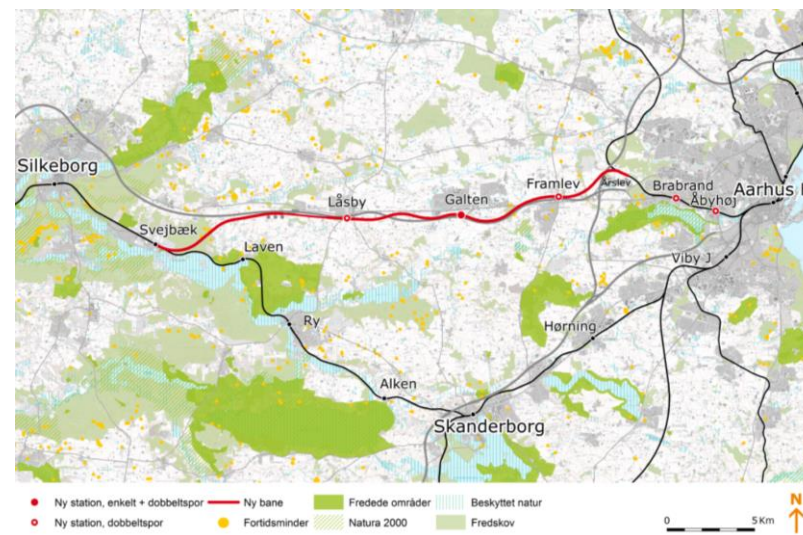 Silkeborg
Svejbæk
Låsby
Galten
Framlev
Årslev
Brabrand
Åbyhøj
Aarhus H
Laven
Viby J
Ry
Hørning
Alken
Skanderborg
Ny station, enkelt + dobbeltspor
Ny bane
Fredede områder
Beskyttet natur
Ny station, dobbeltspor
Fortidsminder
Natura 2000
Fredskov
0 5 Km
N